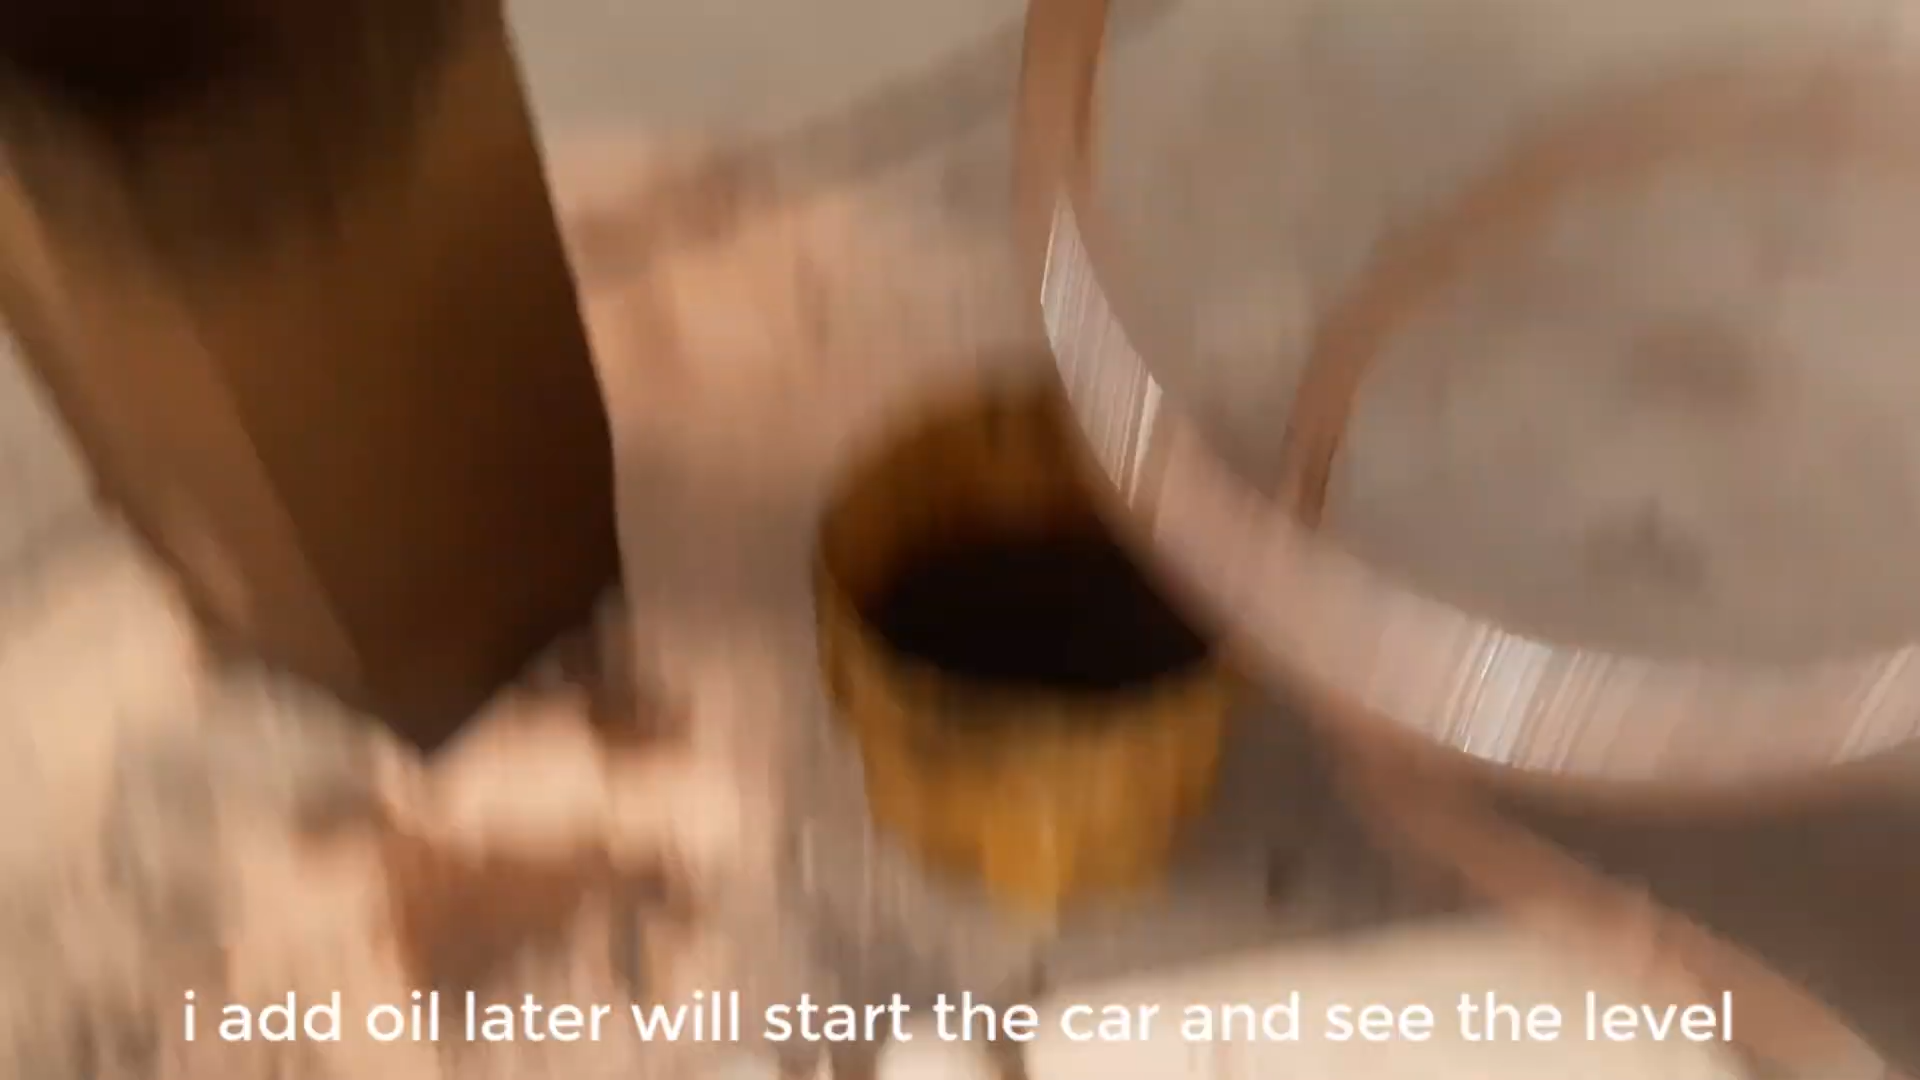 i add oil later will start the car and see the level